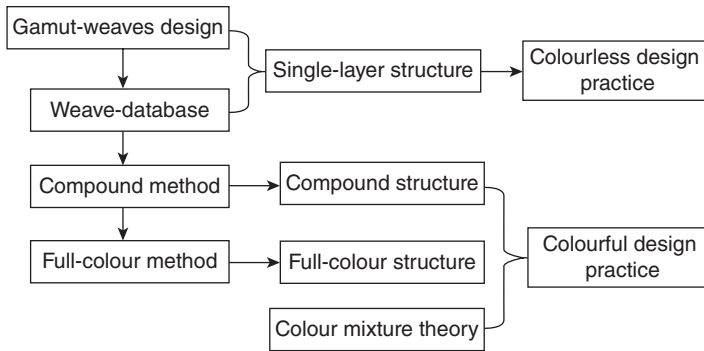 Gamut-weaves design
Single-layer structure
Colourless design
practice
Weave-database
Compound method
Compound structure
Full-colour method
Full-colour structure
Colourful design
practice
Colour mixture theory